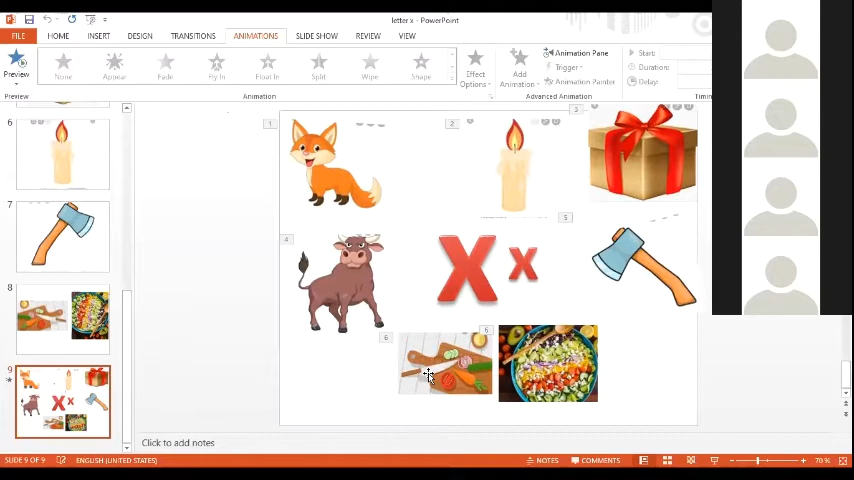 letter x - PowerPoint
FILE HOME INSERT DESIGN TRANSITIONS ANIMATIONS SLIDE SHOW REVIEW VIEW
Preview
None Appear Fade Fly In Float In Split Wipe Shape
Effect Options
Add Animation
Animation Pane
Trigger
Animation Painter
Start:
Duration:
Delay:
Preview Animation Advanced Animation
6
7
8
9
1
2
3
4
5
X x
6
6
Click to add notes
SLIDE 9 OF 9 ENGLISH (UNITED STATES) NOTES COMMENTS 70 %